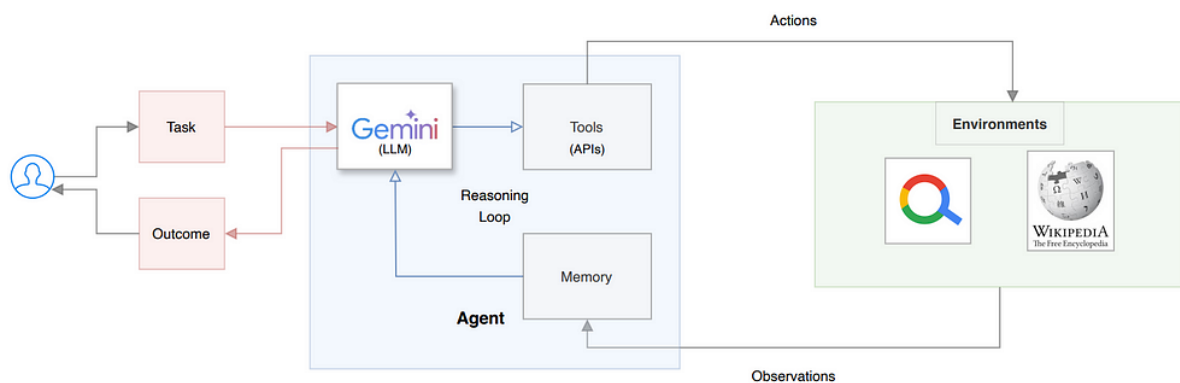 Actions
Task
Gemini
(LLM)
Tools
(APIs)
Environments
Reasoning
Loop
Outcome
WIKIPEDIA
The Free Encyclopedia
Memory
Agent
Observations